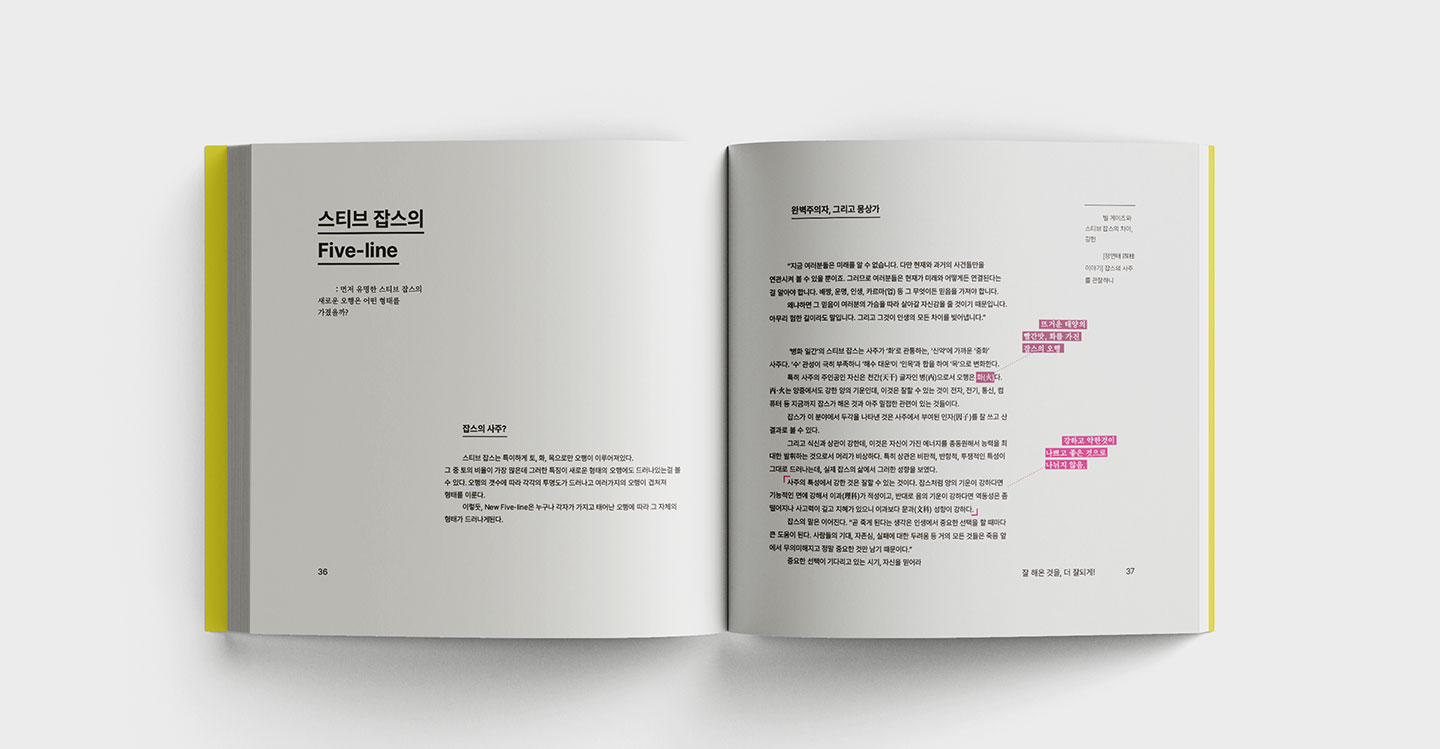 스티브 잡스의
Five-line
: 먼저 유명한 스티브 잡스의
새로운 오행은 어떤 형태를
가졌을까?
잡스의 사주?
스티브 잡스는 특이하게 토, 화, 목으로만 오행이 이루어져있다.
그 중 토의 비율이 가장 많은데 그러한 특징이 새로운 형태의 오행에도 드러나있는걸 볼
수 있다. 오행의 갯수에 따라 각각의 투명도가 드러나고 여러가지의 오행이 겹쳐져
형태를 이룬다.
이렇듯, New Five-line은 누구나 각자가 가지고 태어난 오행에 따라 그 자체의
형태가 드러나게된다.
36
완벽주의자, 그리고 몽상가
"지금 여러분들은 미래를 알 수 없습니다. 다만 현재와 과거의 사건들만을
연관시켜 볼 수 있을 뿐이죠. 그러므로 여러분들은 현재가 미래와 어떻게든 연결된다는
걸 알아야 합니다. 배짱, 운명, 인생, 카르마(업) 등 그 무엇이든 믿음을 가져야 합니다.
왜냐하면 그 믿음이 여러분의 가슴을 따라 살아갈 자신감을 줄 것이기 때문입니다.
아무리 험한 길이라도 말입니다. 그리고 그것이 인생의 모든 차이를 빚어냅니다."
'병화 일간'의 스티브 잡스는 사주가 '화'로 관통하는, '신약'에 가까운 '중화'
사주다. '수' 관성이 극히 부족하니 '해수 대운'이 '인목'과 합을 하여 '목'으로 변화한다.
특히 사주의 주인공인 자신은 천간(天干) 글자인 병(丙)으로서 오행은 화(火)다.
丙·火는 양중에서도 강한 양의 기운인데, 이것은 잘할 수 있는 것이 전자, 전기, 통신, 컴
퓨터 등 지금까지 잡스가 해온 것과 아주 밀접한 관련이 있는 것들이다.
잡스가 이 분야에서 두각을 나타낸 것은 사주에서 부여된 인자(因子)를 잘 쓰고 산
결과로 볼 수 있다.
그리고 식신과 상관이 강한데, 이것은 자신이 가진 에너지를 총동원해서 능력을 최
대한 발휘하는 것으로서 머리가 비상하다. 특히 상관은 비판적, 반항적, 투쟁적인 특성이
그대로 드러나는데, 실제 잡스의 삶에서 그러한 성향을 보였다.
사주의 특성에서 강한 것은 잘할 수 있는 것이다. 잡스처럼 양의 기운이 강하다면
기능적인 면에 강해서 이과(理科)가 적성이고, 반대로 음의 기운이 강하다면 역동성은 좀
떨어지나 사고력이 깊고 지혜가 있으니 이과보다 문과(文科) 성향이 강하다.
잡스의 말은 이어진다. "곧 죽게 된다는 생각은 인생에서 중요한 선택을 할 때마다
큰 도움이 된다. 사람들의 기대, 자존심, 실패에 대한 두려움 등 거의 모든 것들은 죽음 앞
에서 무의미해지고 정말 중요한 것만 남기 때문이다."
중요한 선택이 기다리고 있는 시기, 자신을 믿어라
빌 게이츠와
스티브 잡스의 차이,
강헌
[정연태 四柱
이야기] 잡스의 사주
를 관찰하니
뜨거운 태양의
빨간맛, 화를 가진
잡스의 오행
강하고 약한것이
나쁘고 좋은 것으로
나뉘지 않음.
잘 해온 것을, 더 잘되게!
37